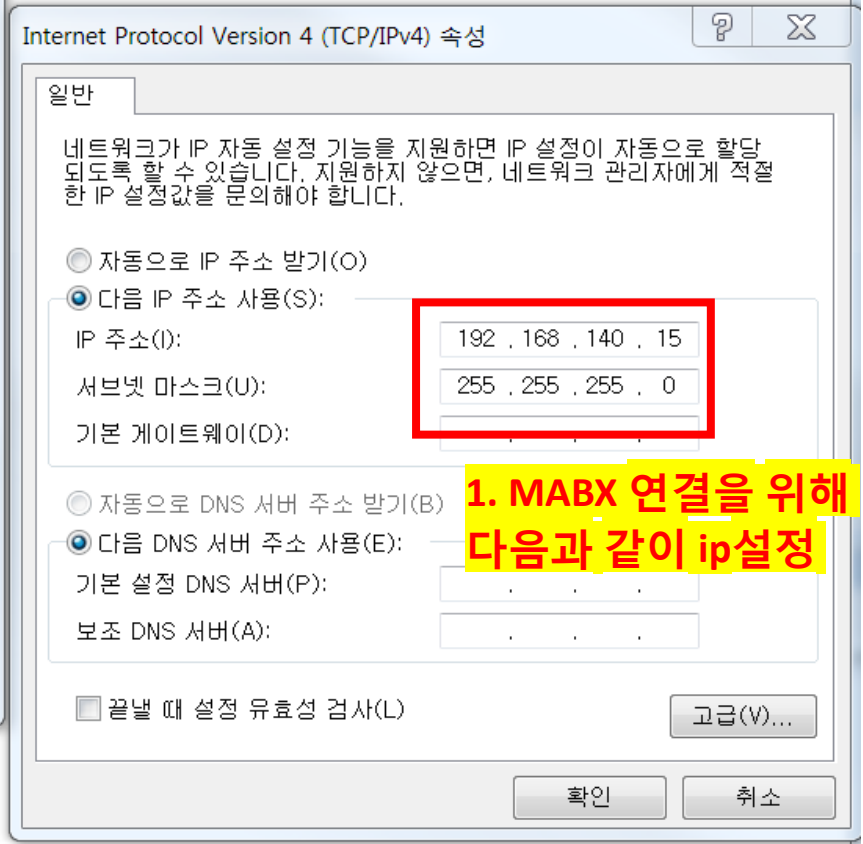 Internet Protocol Version 4 (TCP/IPv4) 속성
일반
네트워크가 IP 자동 설정 기능을 지원하면 IP 설정이 자동으로 할당
되도록 할 수 있습니다. 지원하지 않으면, 네트워크 관리자에게 적절
한 IP 설정값을 문의해야 합니다.
자동으로 IP 주소 받기(O)
다음 IP 주소 사용(S):
IP 주소(I): 192 . 168 . 140 . 15
서브넷 마스크(U): 255 . 255 . 255 . 0
기본 게이트웨이(D): . . .
1. MABX 연결을 위해
다음과 같이 ip설정
자동으로 DNS 서버 주소 받기(B)
다음 DNS 서버 주소 사용(E):
기본 설정 DNS 서버(P): . . .
보조 DNS 서버(A): . . .
끝낼 때 설정 유효성 검사(L)
고급(V)...
확인
취소